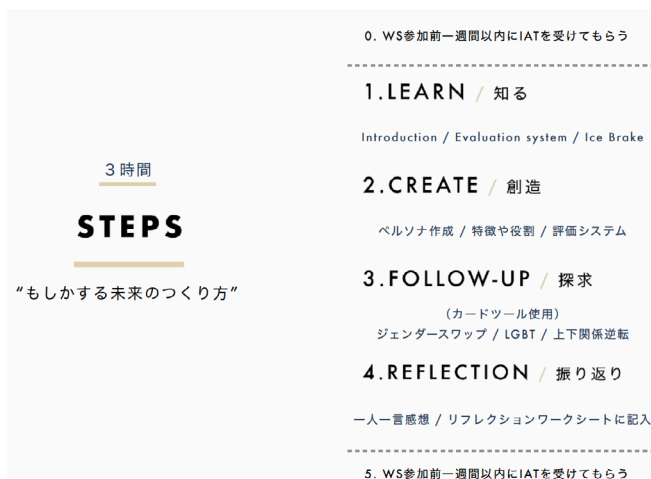 3時間
STEPS
“もしかする未来のつくり方”
0. WS参加前一週間以内にIATを受けてもらう
1.LEARN / 知る
Introduction / Evaluation system / Ice Brake
2.CREATE / 創造
ペルソナ作成 / 特徴や役割 / 評価システム
3.FOLLOW-UP / 探求
（カードツール使用）
ジェンダースワップ / LGBT / 上下関係逆転
4.REFLECTION / 振り返り
一人一言感想 / リフレクションワークシートに記入
5. WS参加前一週間以内にIATを受けてもらう